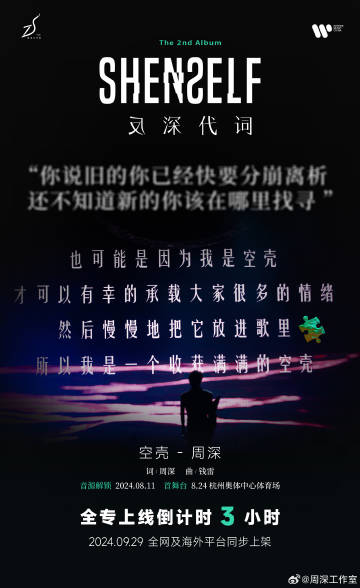 The 2nd Album
SHENSELF
反深代词
“你说旧的你已经快要分崩离析
还不知道新的你该在哪里找寻 ”
也可能是因为我是空壳
才可以有幸的承载大家很多的情绪
然后慢慢地把它放进歌里
所以我是一个收获满满的空壳
空壳 - 周深
词/周深 曲/钱雷
音源解锁 2024.08.11 首舞台 8.24 杭州奥体中心体育场
全专上线倒计时 3 小时
2024.09.29 全网及海外平台同步上架
@周深工作室